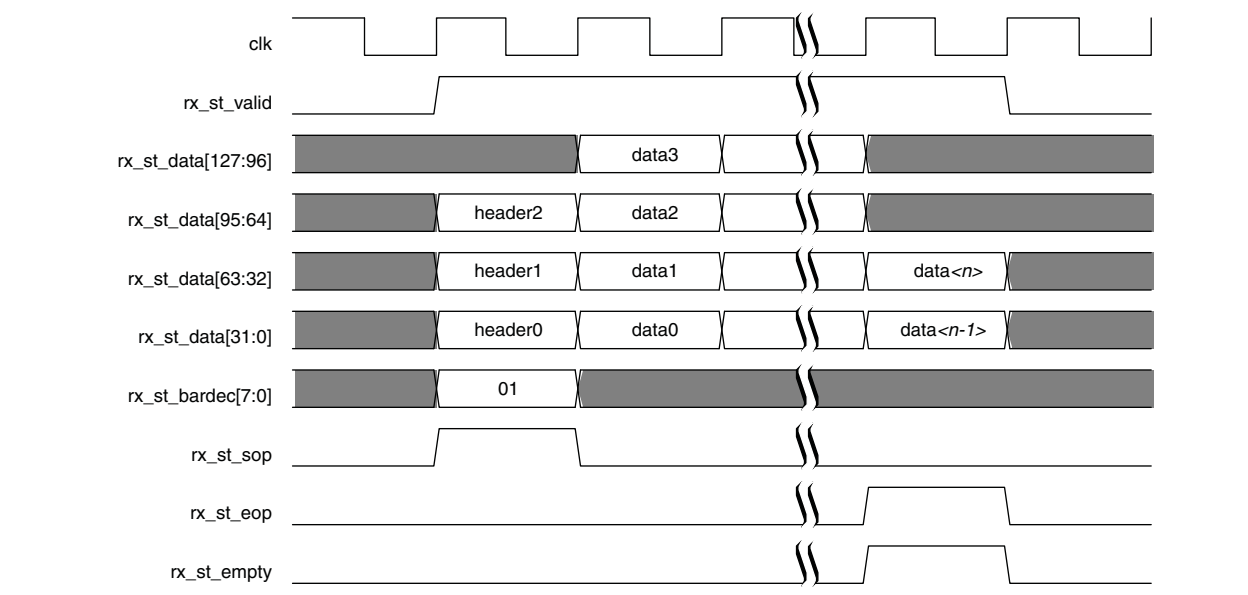 clk
rx_st_valid
rx_st_data[127:96] data3
rx_st_data[95:64] header2 data2
rx_st_data[63:32] header1 data1 data<n>
rx_st_data[31:0] header0 data0 data<n-1>
rx_st_bardec[7:0] 01
rx_st_sop
rx_st_eop
rx_st_empty